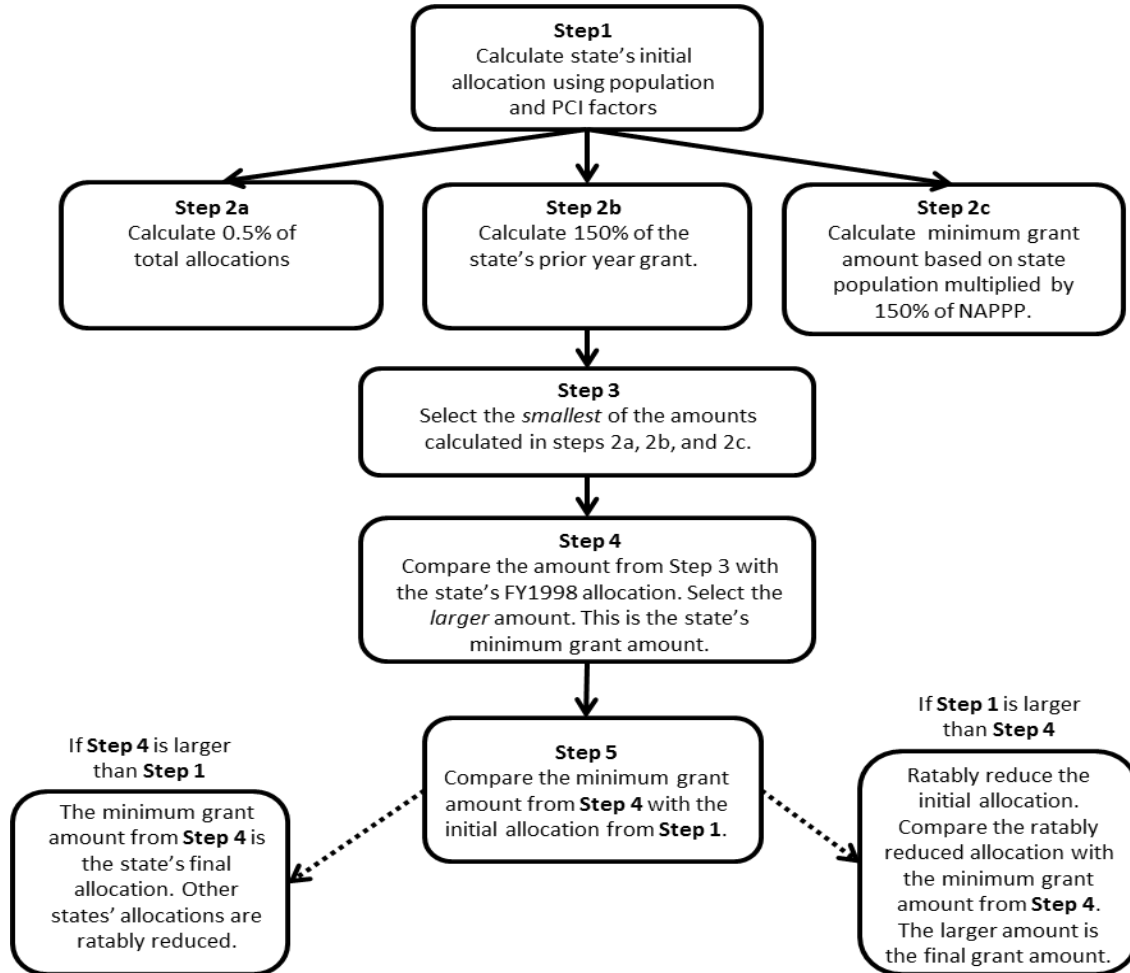 Step1
Calculate state's initial
allocation using population
and PCI factors
Step 2a
Calculate 0.5% of
total allocations
Step 2b
Calculate 150% of the
state's prior year grant.
Step 2c
Calculate minimum grant
amount based on state
population multiplied by
150% of NAPPP.
Step 3
Select the smallest of the amounts
calculated in steps 2a, 2b, and 2c.
Step 4
Compare the amount from Step 3 with
the state's FY1998 allocation. Select the
larger amount. This is the state's
minimum grant amount.
Step 5
Compare the minimum grant
amount from Step 4 with the
initial allocation from Step 1.
If Step 4 is larger
than Step 1
The minimum grant
amount from Step 4 is
the state's final
allocation. Other
states' allocations are
ratably reduced.
If Step 1 is larger
than Step 4
Ratably reduce the
initial allocation.
Compare the ratably
reduced allocation with
the minimum grant
amount from Step 4.
The larger amount is
the final grant amount.